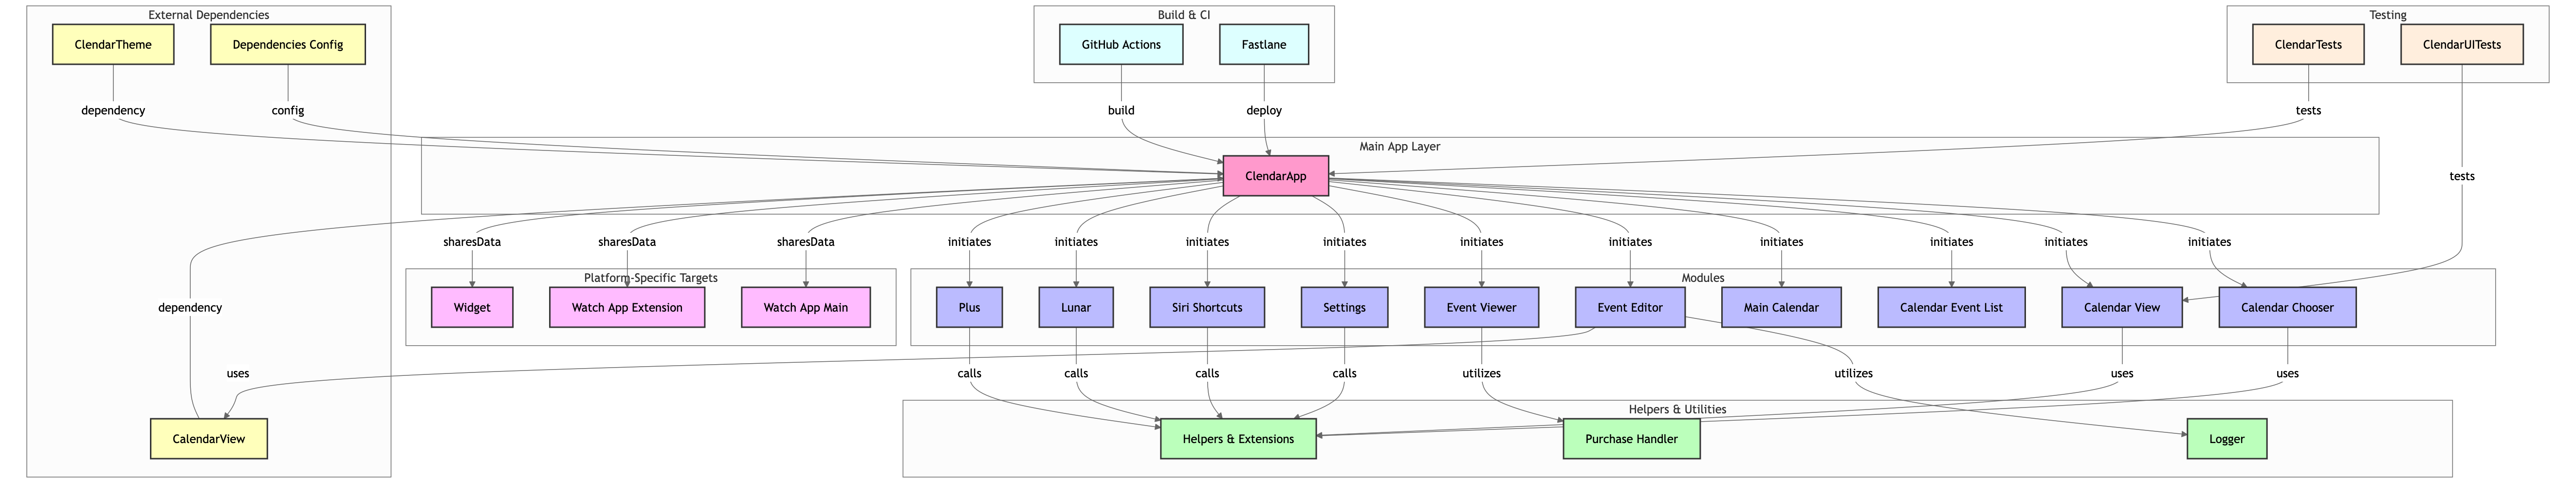 External Dependencies
Build & CI
Testing
ClendarTheme
Dependencies Config
GitHub Actions
Fastlane
ClendarTests
ClendarUITests
dependency
config
build
deploy
tests
Main App Layer
ClendarApp
tests
sharesData
sharesData
sharesData
initiates
initiates
initiates
initiates
initiates
initiates
initiates
initiates
initiates
initiates
Platform-Specific Targets
Modules
dependency
Widget
Watch App Extension
Watch App Main
Plus
Lunar
Siri Shortcuts
Settings
Event Viewer
Event Editor
Main Calendar
Calendar Event List
Calendar View
Calendar Chooser
uses
calls
calls
calls
calls
utilizes
utilizes
uses
uses
Helpers & Utilities
CalendarView
Helpers & Extensions
Purchase Handler
Logger